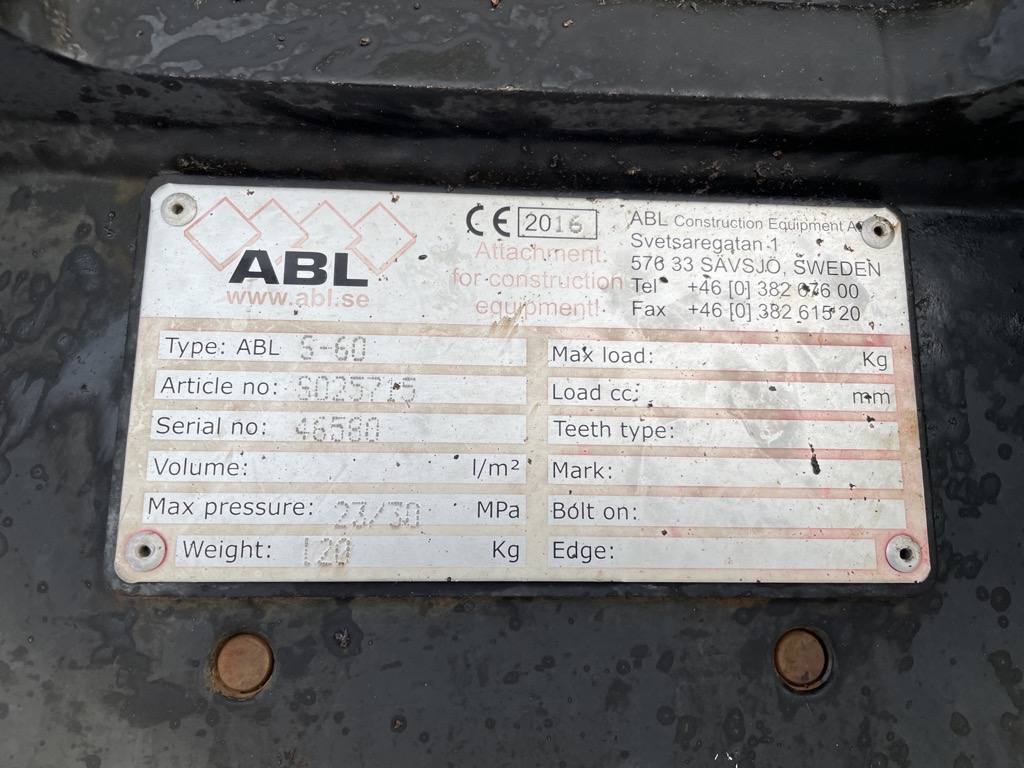 ABL
www.abl.se
CE 2016
Attachment
for construction
equipment!
ABL Construction Equipment
Svetsaregatan 1
576 33 SÄVSJÖ, SWEDEN
Tel +46 [0] 382 676 00
Fax +46 [0] 382 615 20
Type: ABL S-60
Article no: S025715
Serial no: 46580
Volume: l/m²
Max pressure: 23/30 MPa
Weight: 120 Kg
Max load: Kg
Load cc: mm
Teeth type:
Mark:
Bolt on:
Edge: